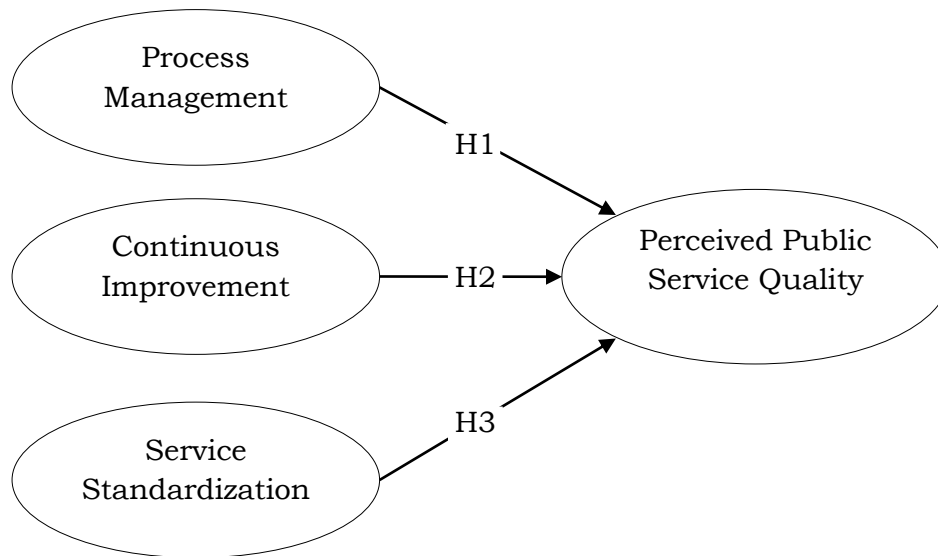 Process
Management
H1
Continuous
Improvement
H2
Perceived Public
Service Quality
H3
Service
Standardization